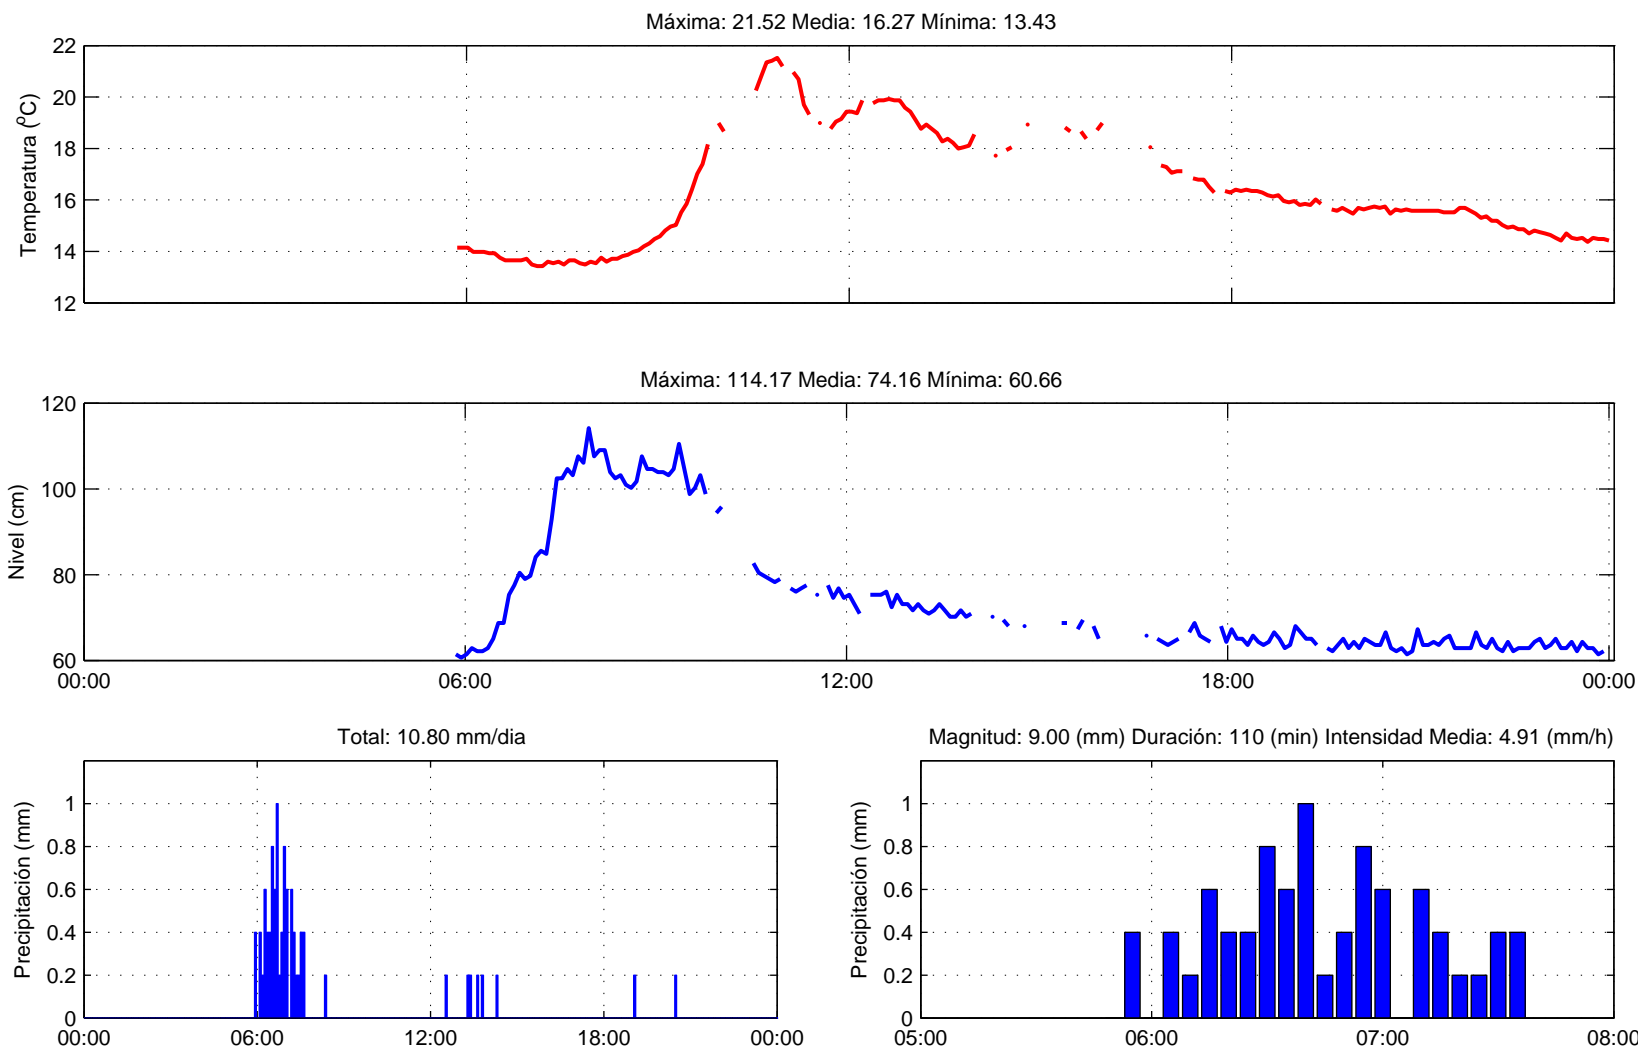 Máxima: 21.52 Media: 16.27 Mínima: 13.43
Temperatura (ºC)
22
20
18
16
14
12
Máxima: 114.17 Media: 74.16 Mínima: 60.66
Nivel (cm)
120
100
80
60
00:00 06:00 12:00 18:00 00:00
Total: 10.80 mm/dia
Precipitación (mm)
1
0.8
0.6
0.4
0.2
0
00:00 06:00 12:00 18:00 00:00
Magnitud: 9.00 (mm) Duración: 110 (min) Intensidad Media: 4.91 (mm/h)
Precipitación (mm)
1
0.8
0.6
0.4
0.2
0
05:00 06:00 07:00 08:00